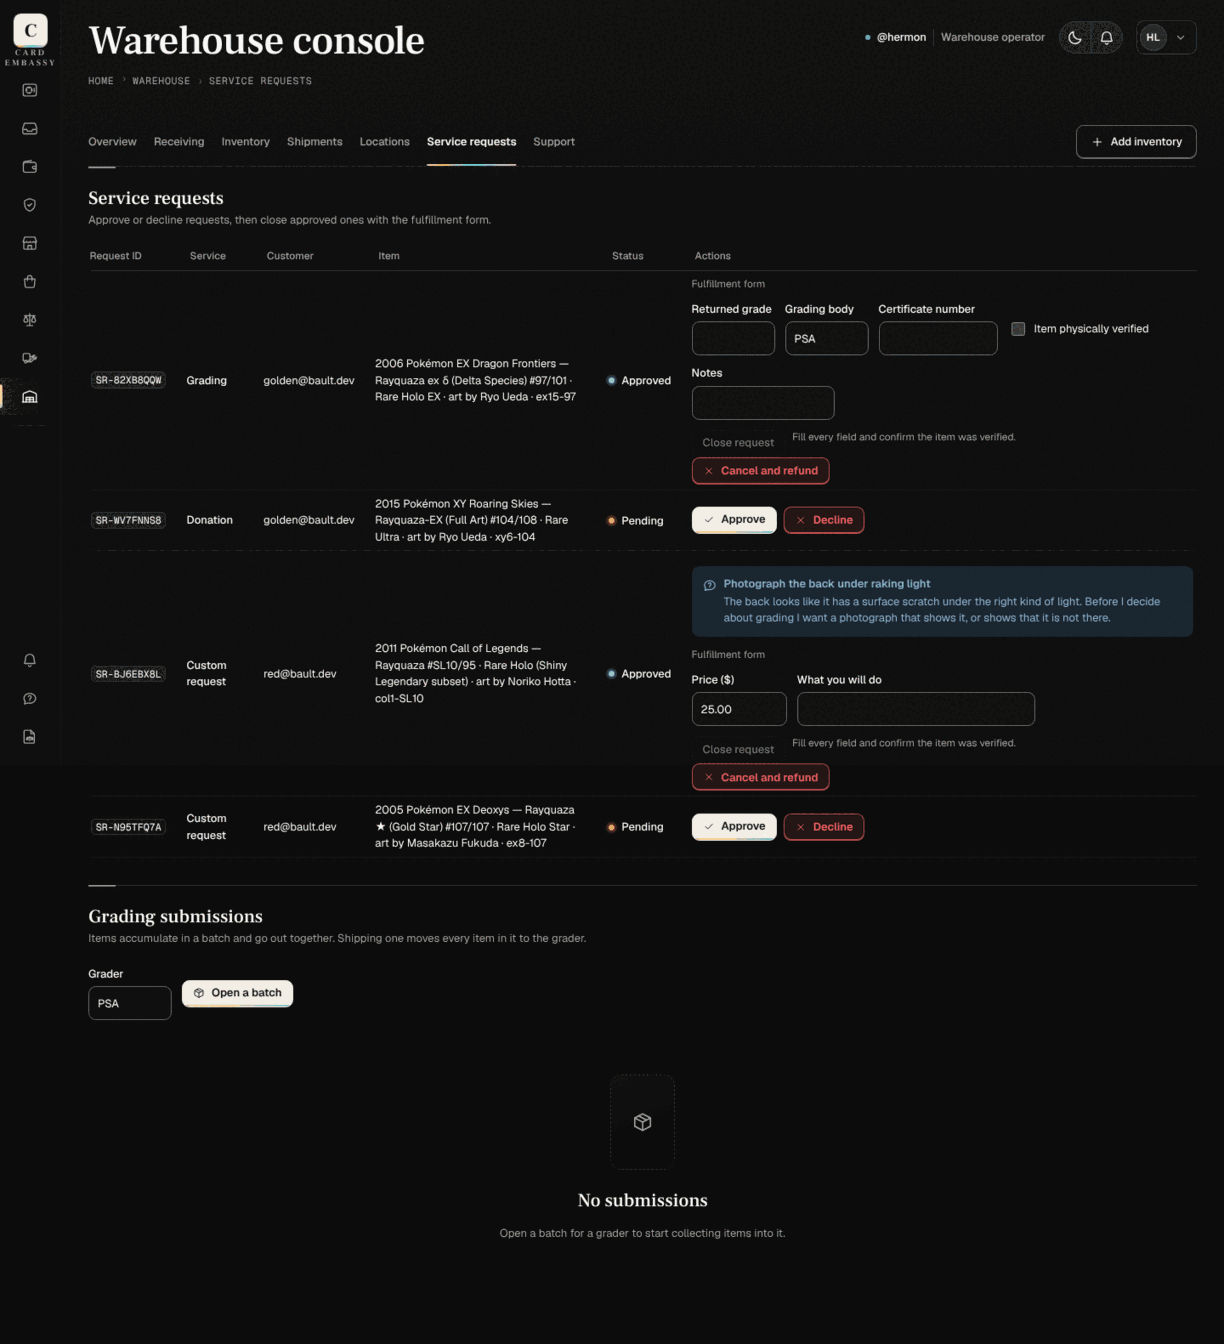 C
CARD
EMBASSY
Warehouse console
@hermon
Warehouse operator
HL
HOME › WAREHOUSE › SERVICE REQUESTS
Overview
Receiving
Inventory
Shipments
Locations
Service requests
Support
Add inventory
Service requests
Approve or decline requests, then close approved ones with the fulfillment form.
Request ID
Service
Customer
Item
Status
Actions
SR-82XB8QQW
Grading
golden@bault.dev
2006 Pokémon EX Dragon Frontiers —
Rayquaza ex δ (Delta Species) #97/101 ·
Rare Holo EX · art by Ryo Ueda · ex15-97
Approved
Fulfillment form
Returned grade
Grading body
Certificate number
PSA
Item physically verified
Notes
Close request
Fill every field and confirm the item was verified.
Cancel and refund
SR-WV7FNNS8
Donation
golden@bault.dev
2015 Pokémon XY Roaring Skies —
Rayquaza-EX (Full Art) #104/108 · Rare
Ultra · art by Ryo Ueda · xy6-104
Pending
Approve
Decline
SR-BJ6EBX8L
Custom
request
red@bault.dev
2011 Pokémon Call of Legends —
Rayquaza #SL10/95 · Rare Holo (Shiny
Legendary subset) · art by Noriko Hotta ·
col1-SL10
Approved
Photograph the back under raking light
The back looks like it has a surface scratch under the right kind of light. Before I decide
about grading I want a photograph that shows it, or shows that it is not there.
Fulfillment form
Price ($)
What you will do
25.00
Close request
Fill every field and confirm the item was verified.
Cancel and refund
SR-N95TFQ7A
Custom
request
red@bault.dev
2005 Pokémon EX Deoxys — Rayquaza
★ (Gold Star) #107/107 · Rare Holo Star ·
art by Masakazu Fukuda · ex8-107
Pending
Approve
Decline
Grading submissions
Items accumulate in a batch and go out together. Shipping one moves every item in it to the grader.
Grader
PSA
Open a batch
No submissions
Open a batch for a grader to start collecting items into it.